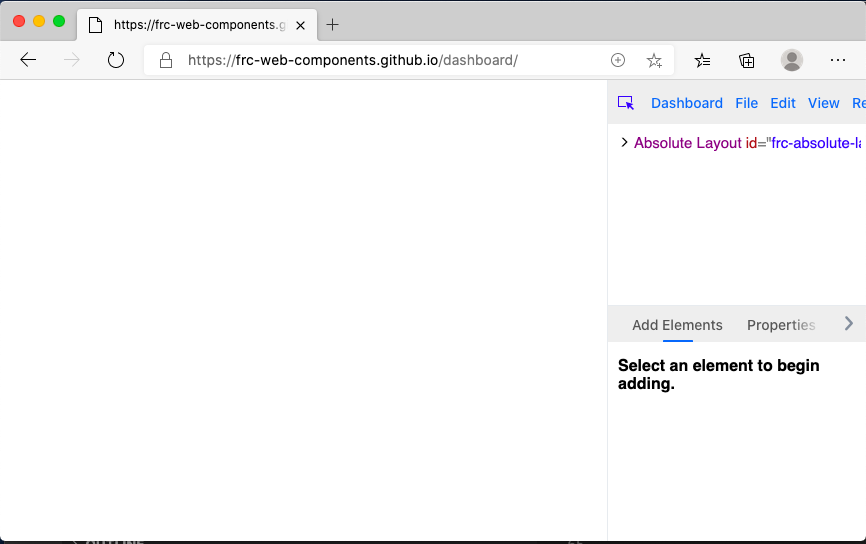 https://frc-web-components.g
https://frc-web-components.github.io/dashboard/
Dashboard File Edit View Re
Absolute Layout id="frc-absolute-la
Add Elements Properties
Select an element to begin
adding.